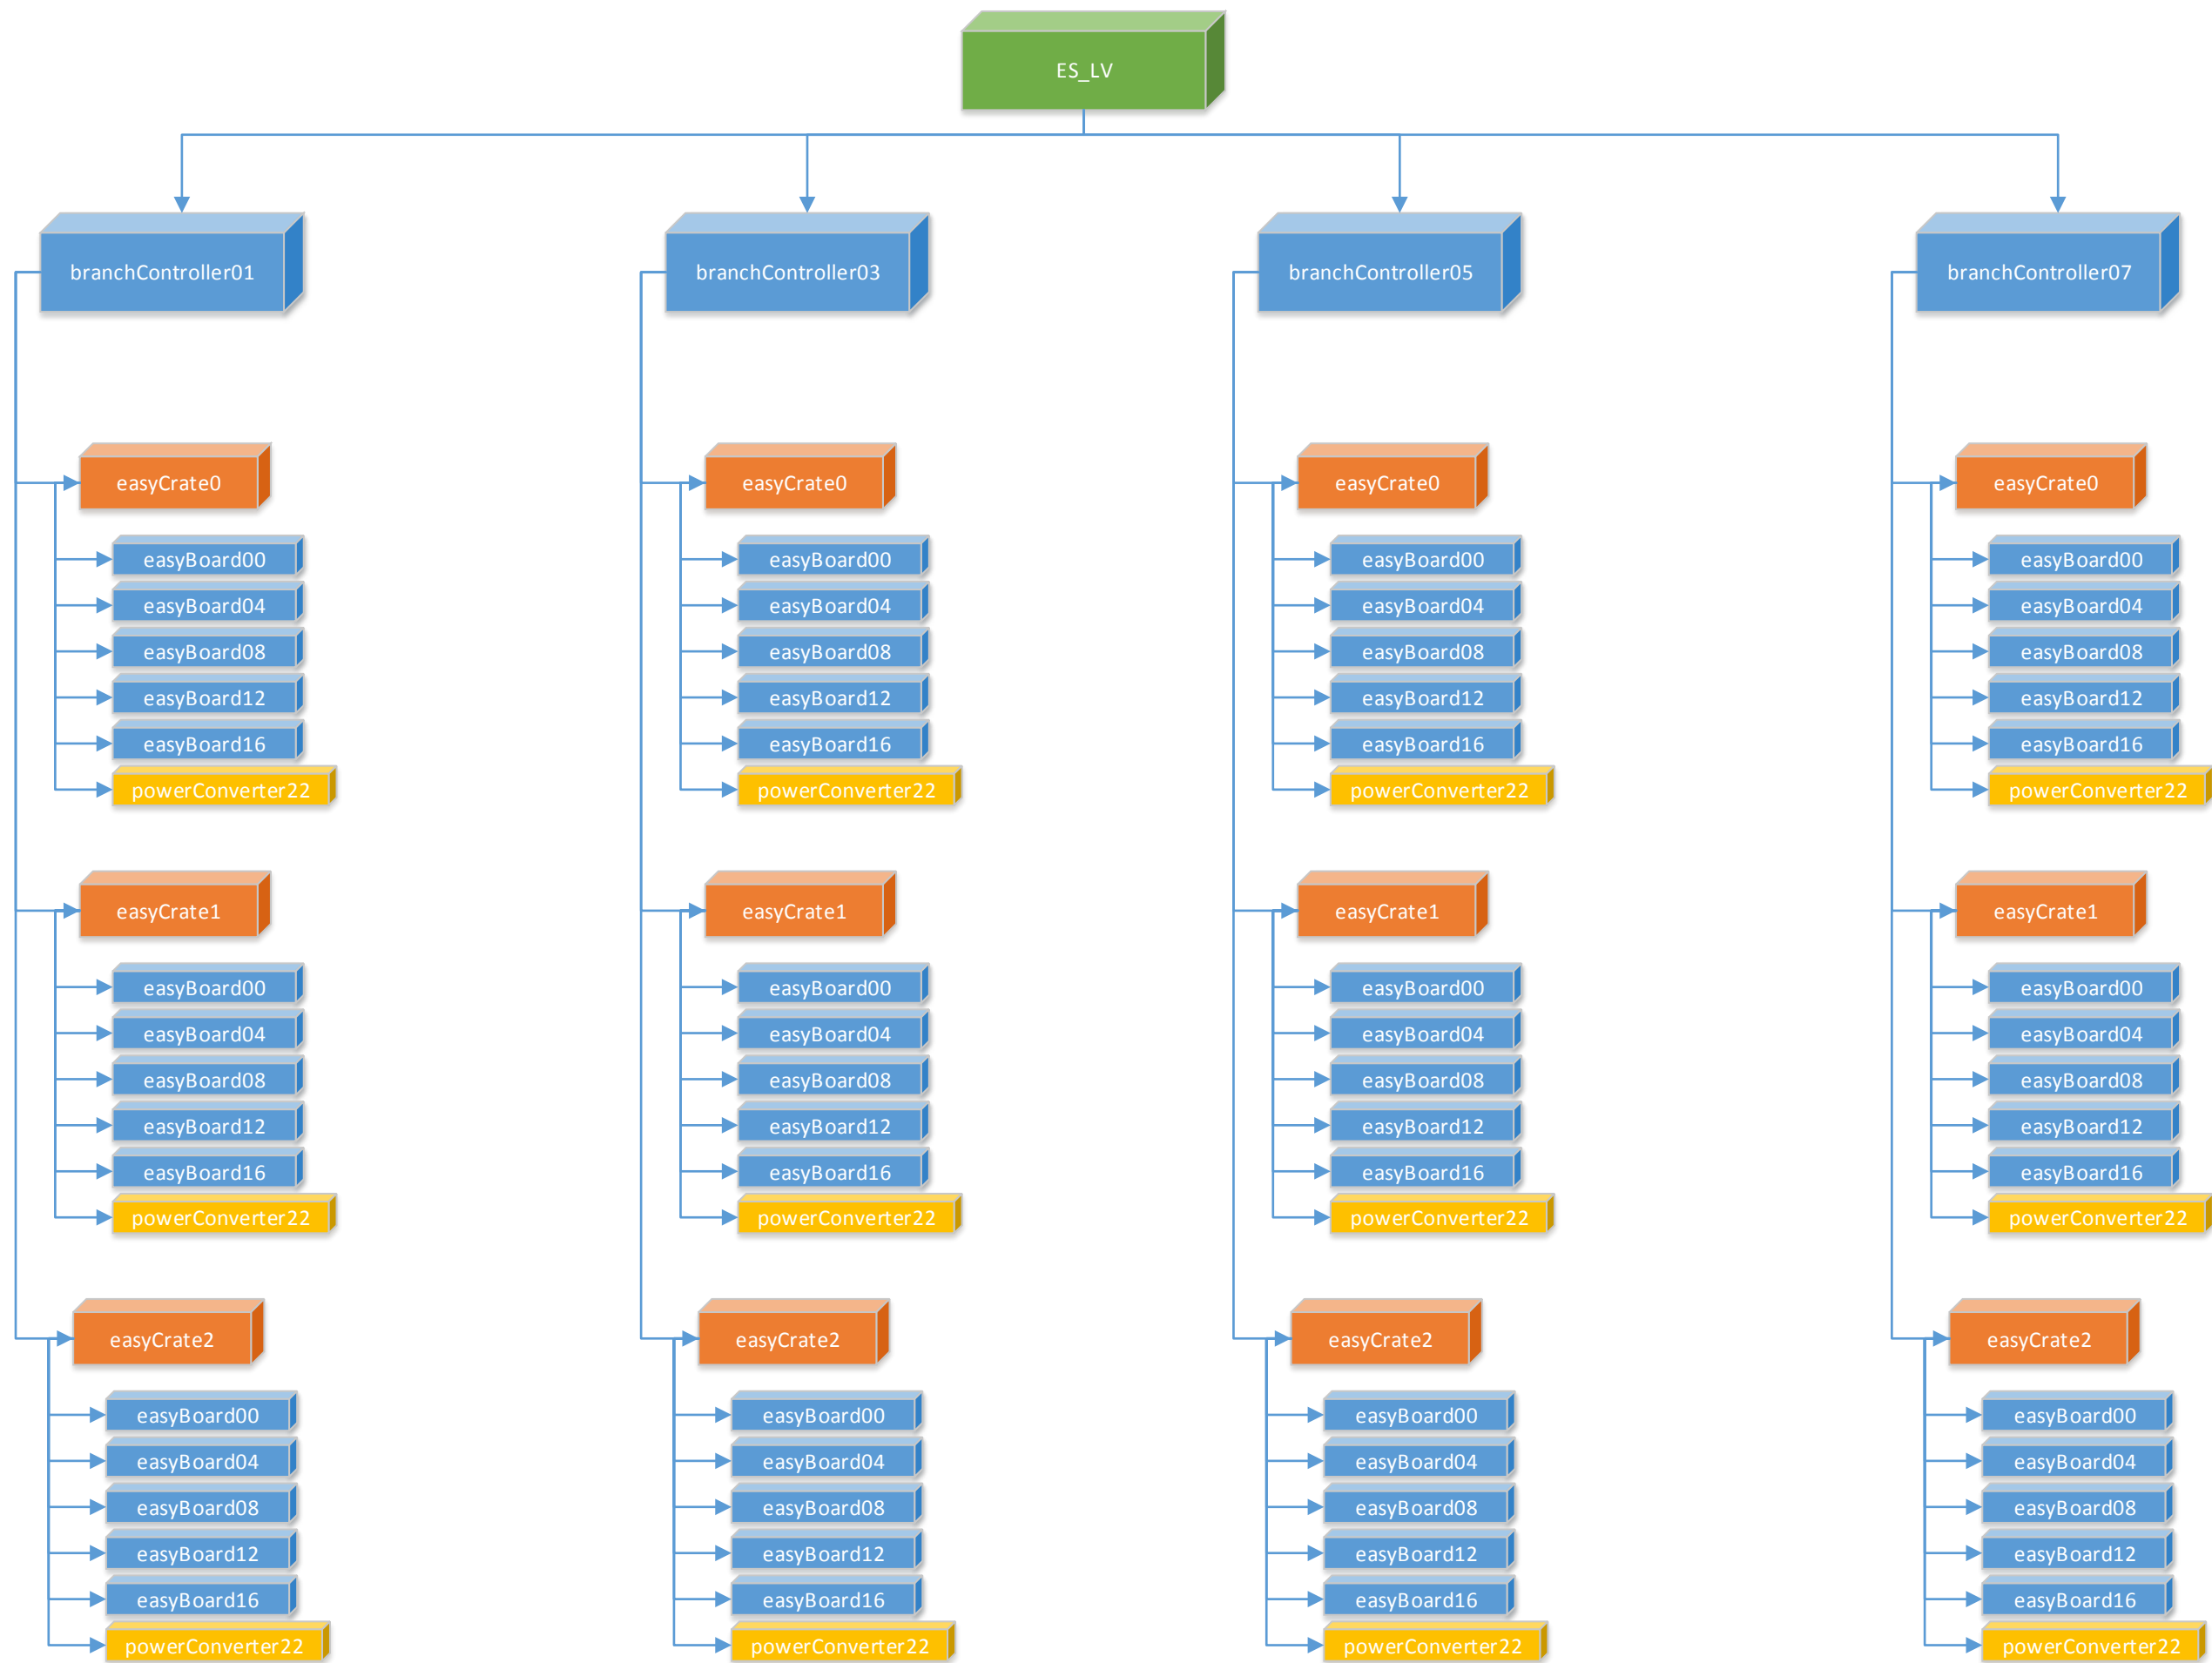 ES_LV
branchController01
branchController03
branchController05
branchController07
easyCrate0
easyCrate0
easyCrate0
easyCrate0
easyBoard00
easyBoard00
easyBoard00
easyBoard00
easyBoard04
easyBoard04
easyBoard04
easyBoard04
easyBoard08
easyBoard08
easyBoard08
easyBoard08
easyBoard12
easyBoard12
easyBoard12
easyBoard12
easyBoard16
easyBoard16
easyBoard16
easyBoard16
powerConverter22
powerConverter22
powerConverter22
powerConverter22
easyCrate1
easyCrate1
easyCrate1
easyCrate1
easyBoard00
easyBoard00
easyBoard00
easyBoard00
easyBoard04
easyBoard04
easyBoard04
easyBoard04
easyBoard08
easyBoard08
easyBoard08
easyBoard08
easyBoard12
easyBoard12
easyBoard12
easyBoard12
easyBoard16
easyBoard16
easyBoard16
easyBoard16
powerConverter22
powerConverter22
powerConverter22
powerConverter22
easyCrate2
easyCrate2
easyCrate2
easyCrate2
easyBoard00
easyBoard00
easyBoard00
easyBoard00
easyBoard04
easyBoard04
easyBoard04
easyBoard04
easyBoard08
easyBoard08
easyBoard08
easyBoard08
easyBoard12
easyBoard12
easyBoard12
easyBoard12
easyBoard16
easyBoard16
easyBoard16
easyBoard16
powerConverter22
powerConverter22
powerConverter22
powerConverter22